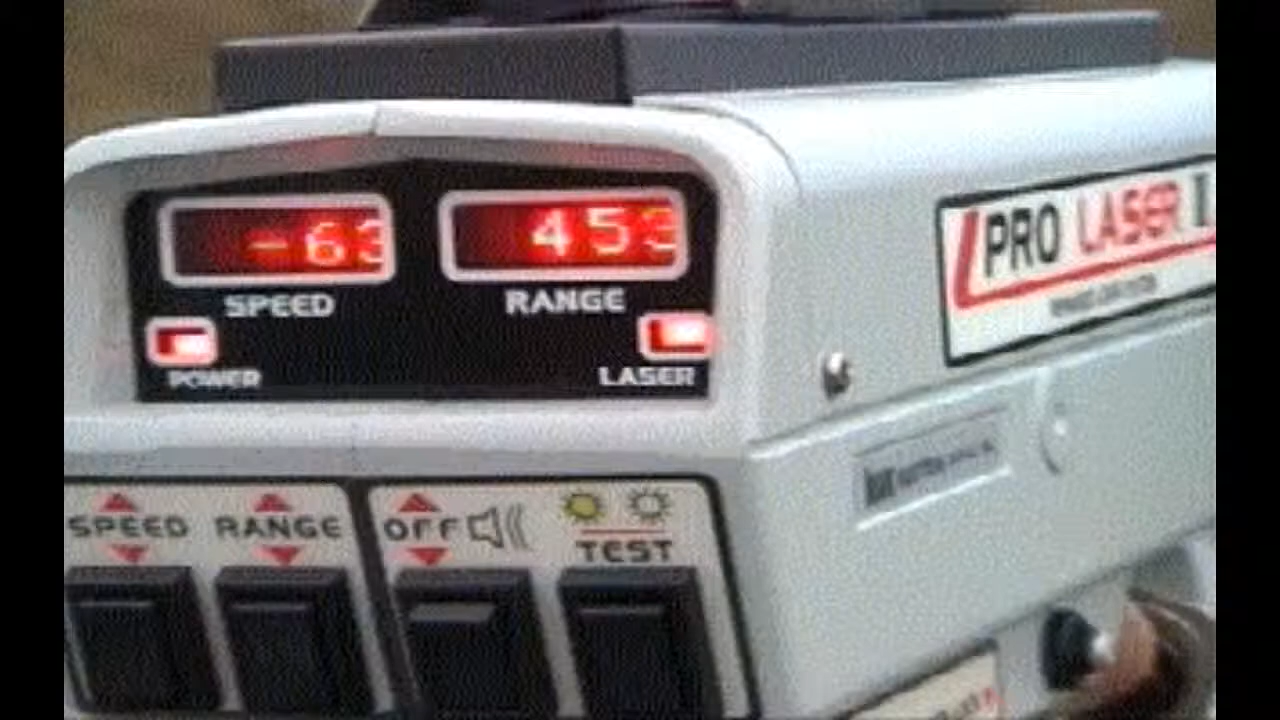 -63 453
SPEED RANGE
POWER LASER
PRO LASER
SPEED RANGE OFF
TEST